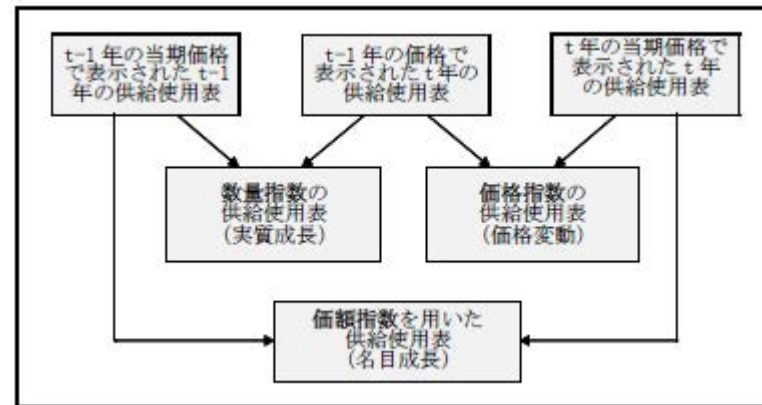 t-1 年の当期価格
で表示された t-1
年の供給使用表
t-1 年の価格で
表示された t 年の
供給使用表
t 年の当期価格で
表示された t 年
の供給使用表
数量指数の
供給使用表
(実質成長)
価格指数の
供給使用表
(価格変動)
価額指数を用いた
供給使用表
(名目成長)